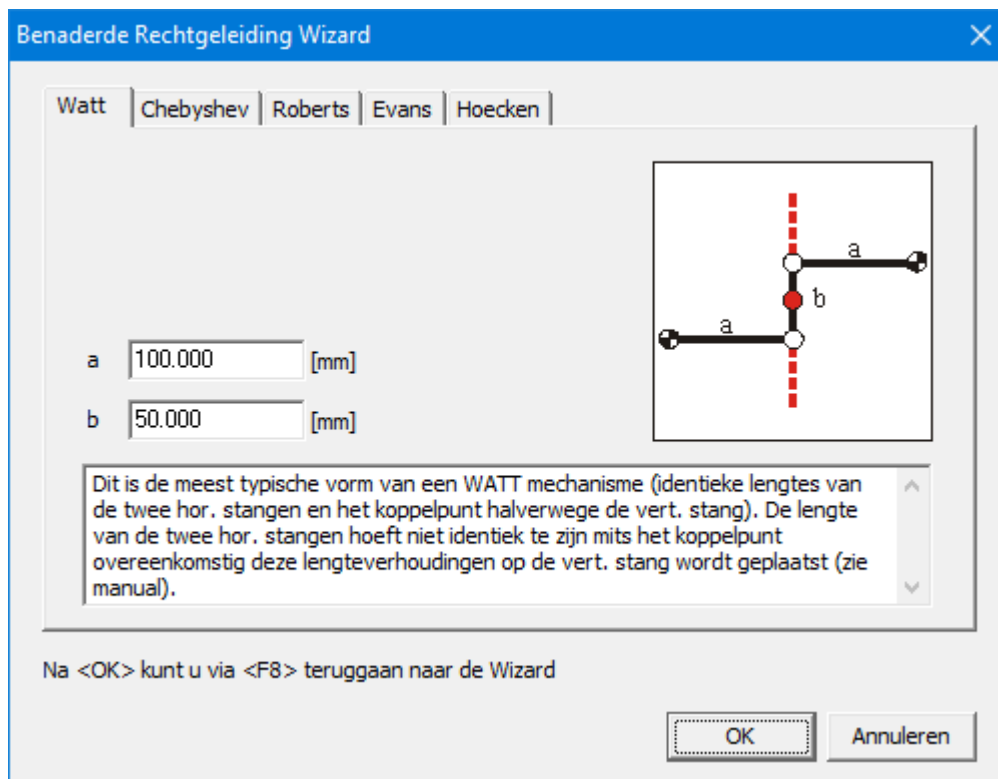 Benaderde Rechtgeleiding Wizard
Watt Chebyshev Roberts Evans Hoecken
a
b
a
a 100.000 [mm]
b 50.000 [mm]
Dit is de meest typische vorm van een WATT mechanisme (identieke lengtes van
de twee hor. stangen en het koppelpunt halverwege de vert. stang). De lengte
van de twee hor. stangen hoeft niet identiek te zijn mits het koppelpunt
overeenkomstig deze lengteverhoudingen op de vert. stang wordt geplaatst (zie
manual).
Na <OK> kunt u via <F8> teruggaan naar de Wizard
OK Annuleren